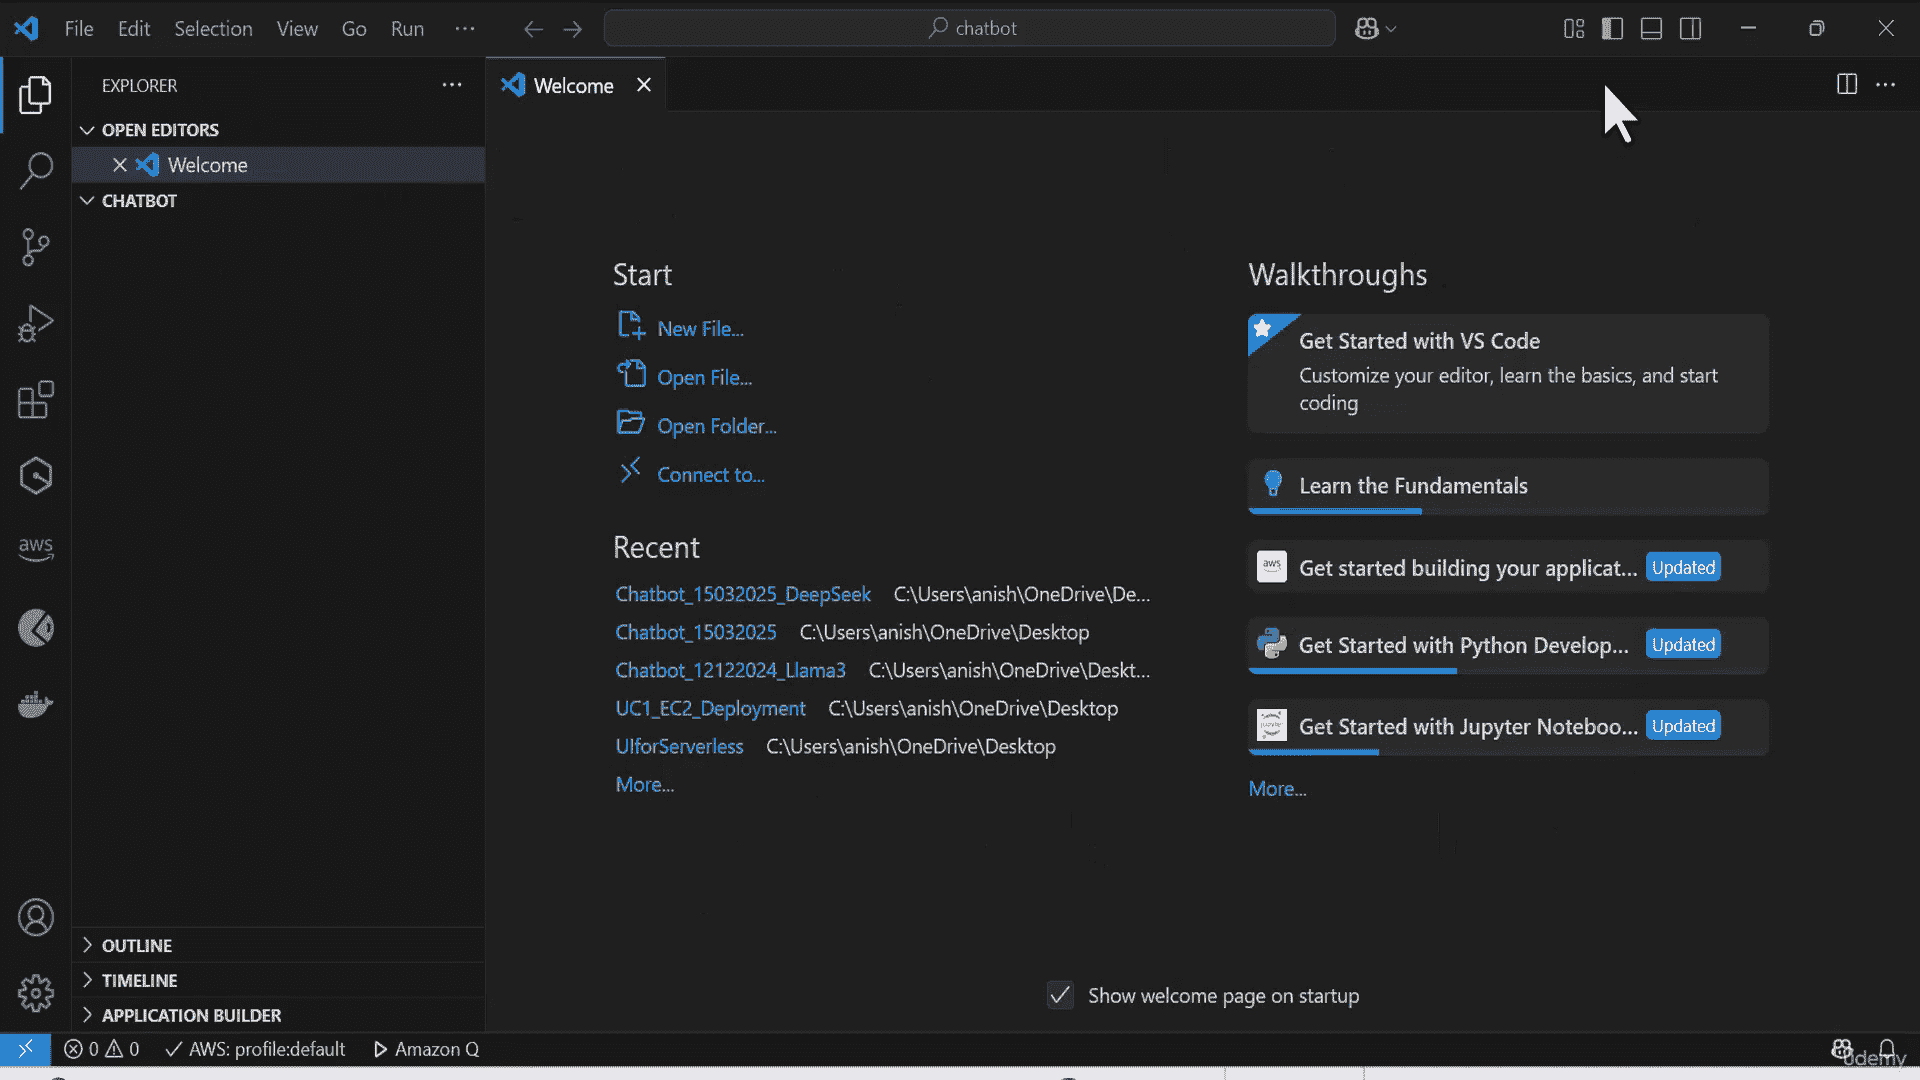 File Edit Selection View Go Run ···
chatbot
EXPLORER
OPEN EDITORS
Welcome
CHATBOT
OUTLINE
TIMELINE
APPLICATION BUILDER
Welcome
Start
New File...
Open File...
Open Folder...
Connect to...
Recent
Chatbot_15032025_DeepSeek C:\Users\anish\OneDrive\De...
Chatbot_15032025 C:\Users\anish\OneDrive\Desktop
Chatbot_12122024_Llama3 C:\Users\anish\OneDrive\Deskt...
UC1_EC2_Deployment C:\Users\anish\OneDrive\Desktop
UIforServerless C:\Users\anish\OneDrive\Desktop
More...
Walkthroughs
Get Started with VS Code
Customize your editor, learn the basics, and start
coding
Learn the Fundamentals
aws Get started building your applicat... Updated
Get Started with Python Develop... Updated
Get Started with Jupyter Noteboo... Updated
More...
Show welcome page on startup
aws
0 0 AWS: profile:default Amazon Q
udemy